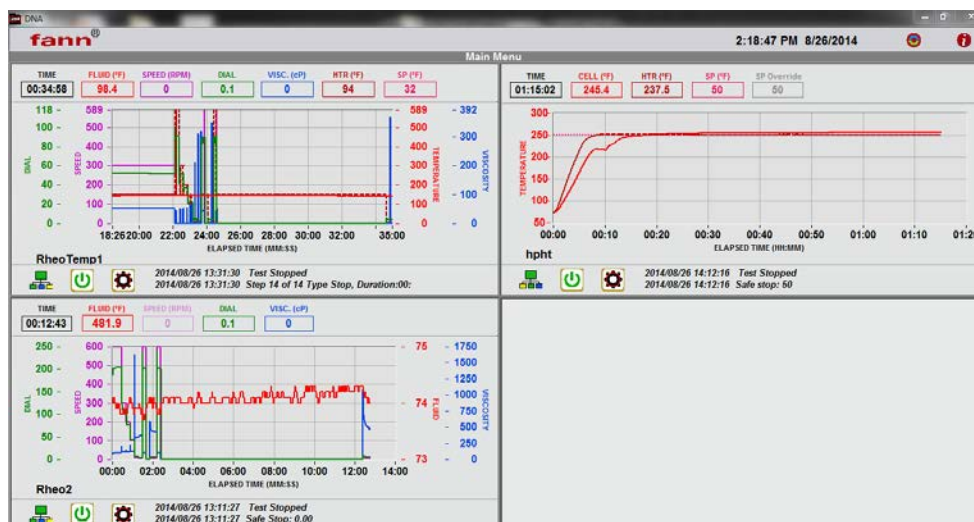 DNA
fann®
2:18:47 PM 8/26/2014
Main Menu
TIME FLUID (°F) SPEED (RPM) DIAL VISC. (cP) HTR (°F) SP (°F)
00:34:58 98.4 0 0.1 0 94 32
118 589 589 392
100 500 500
80 400 400 300
60 300 300 200
40 200 200
20 100 100 100
0 0 0 0
DIAL SPEED TEMPERATURE VISCOSITY
18:26 20:00 22:00 24:00 26:00 28:00 30:00 32:00 35:00
ELAPSED TIME (MM:SS)
RheoTemp1
2014/08/26 13:31:30 Test Stopped
2014/08/26 13:31:30 Step 14 of 14 Type Stop, Duration:00:
TIME CELL (°F) HTR (°F) SP (°F) SP Override
01:15:02 245.4 237.5 50 50
300
250
200
150
100
50
TEMPERATURE
00:00 00:10 00:20 00:30 00:40 00:50 01:00 01:10 01:20
ELAPSED TIME (HH:MM)
hpht
2014/08/26 14:12:16 Test Stopped
2014/08/26 14:12:16 Safe stop: 50
TIME FLUID (°F) SPEED (RPM) DIAL VISC. (cP)
00:12:43 481.9 0 0.1 0
250 600 75 1750
200 500 1500
150 400 1250
100 300 74 1000
50 200 750
0 100 500
0 73 250
0
DIAL SPEED FLUID VISCOSITY
00:00 02:00 04:00 06:00 08:00 10:00 12:00 14:00
ELAPSED TIME (MM:SS)
Rheo2
2014/08/26 13:11:27 Test Stopped
2014/08/26 13:11:27 Safe Stop: 0.00